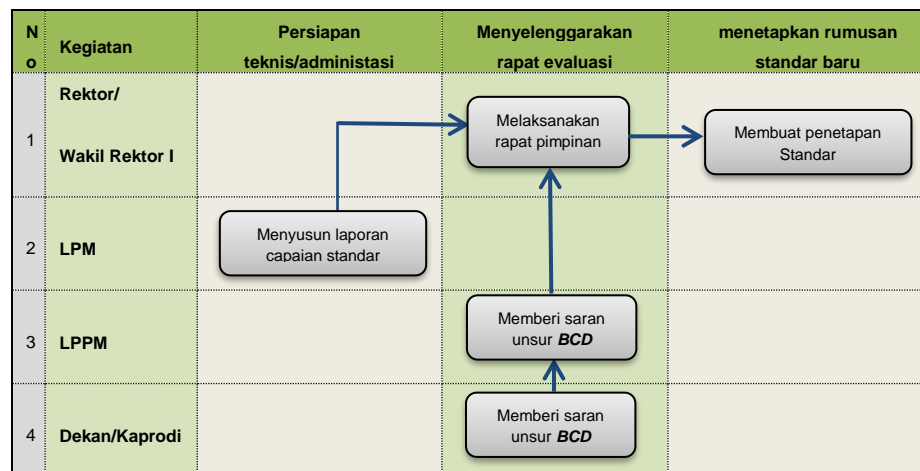 N
o
Kegiatan
Persiapan
teknis/administasi
Menyelenggarakan
rapat evaluasi
menetapkan rumusan
standar baru
1
Rektor/
Wakil Rektor I
Melaksanakan
rapat pimpinan
Membuat penetapan
Standar
2
LPM
Menyusun laporan
capaian standar
3
LPPM
Memberi saran
unsur BCD
4
Dekan/Kaprodi
Memberi saran
unsur BCD